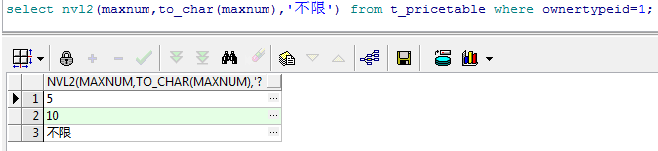 select nvl2(maxnum,to_char(maxnum),'不限') from t_pricetable where ownertypeid=1;
NVL2(MAXNUM,TO_CHAR(MAXNUM),'?
1 5 ...
2 10 ...
3 不限 ...